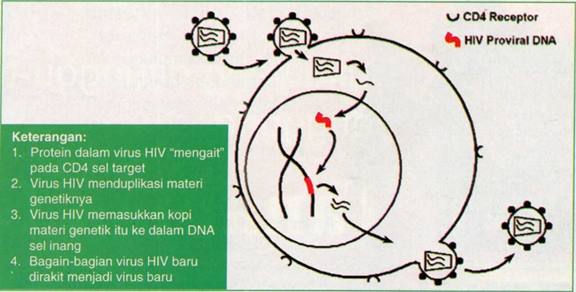 CD4 Receptor
HIV Proviral DNA
Keterangan:
1. Protein dalam virus HIV “mengait”
pada CD4 sel target
2. Virus HIV menduplikasi materi
genetiknya
3. Virus HIV memasukkan kopi
materi genetik itu ke dalam DNA
sel inang
4. Bagain-bagian virus HIV baru
dirakit menjadi virus baru